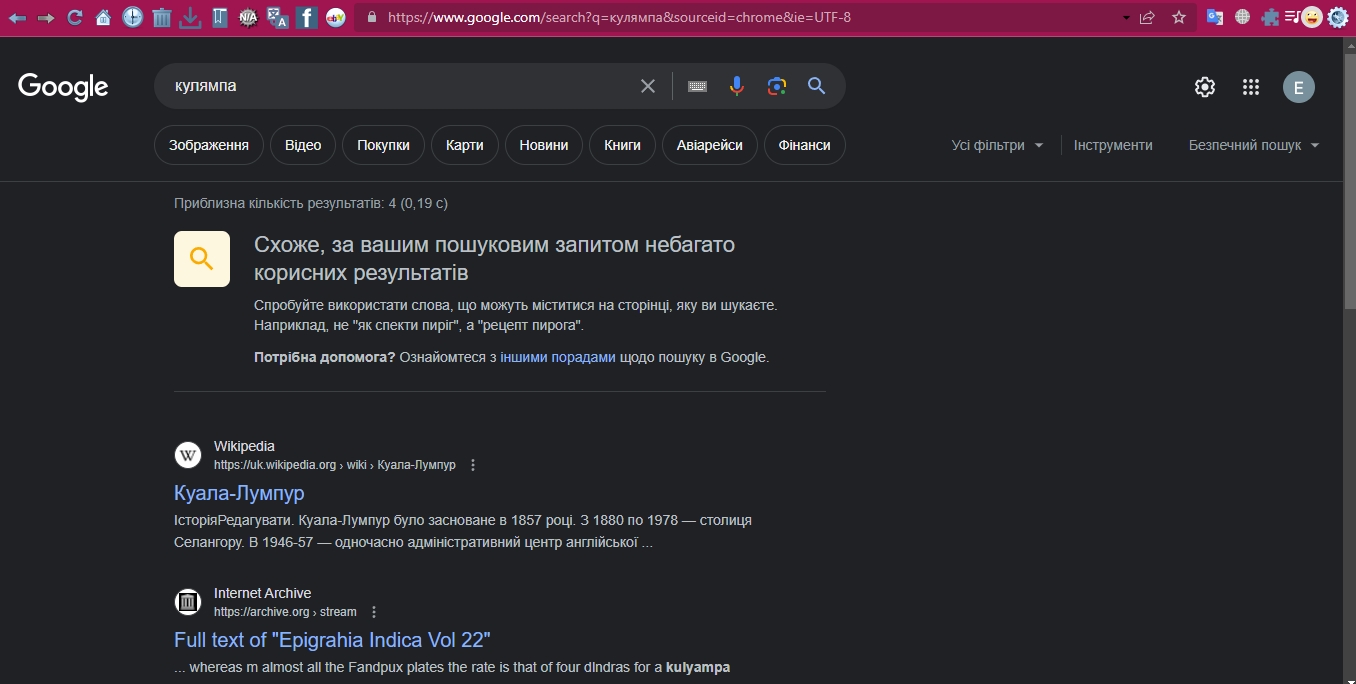 N/A
A
f
ebY
https://www.google.com/search?q=кулямпа&sourceid=chrome&ie=UTF-8
Google
кулямпа
E
Зображення
Відео
Покупки
Карти
Новини
Книги
Авіарейси
Фінанси
Усі фільтри
Інструменти
Безпечний пошук
Приблизна кількість результатів: 4 (0,19 с)
Схоже, за вашим пошуковим запитом небагато
корисних результатів
Спробуйте використати слова, що можуть міститися на сторінці, яку ви шукаєте.
Наприклад, не "як спекти пиріг", а "рецепт пирога".
Потрібна допомога? Ознайомтеся з іншими порадами щодо пошуку в Google.
W
Wikipedia
https://uk.wikipedia.org › wiki › Куала-Лумпур
Куала-Лумпур
ІсторіяРедагувати. Куала-Лумпур було засноване в 1857 році. З 1880 по 1978 — столиця
Селангору. В 1946-57 — одночасно адміністративний центр англійської ...
Internet Archive
https://archive.org › stream
Full text of "Epigrahia Indica Vol 22"
... whereas m almost all the Fandpux plates the rate is that of four dIndras for a kulyampa